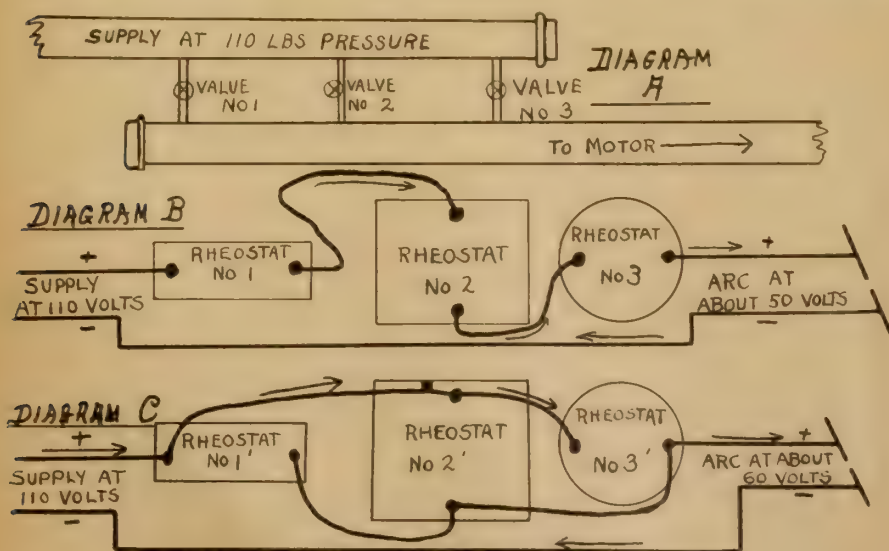 SUPPLY AT 110 LBS PRESSURE
DIAGRAM
A
VALVE
No 1
VALVE
No 2
VALVE
No 3
TO MOTOR
DIAGRAM B
+
SUPPLY
AT 110 VOLTS
-
RHEOSTAT
No 1
RHEOSTAT
No 2
RHEOSTAT
No 3
+
ARC AT
ABOUT 50 VOLTS
-
DIAGRAM C
+
SUPPLY AT
110 VOLTS
-
RHEOSTAT
No 1'
RHEOSTAT
No 2'
RHEOSTAT
No 3'
+
ARC AT ABOUT
60 VOLTS
-